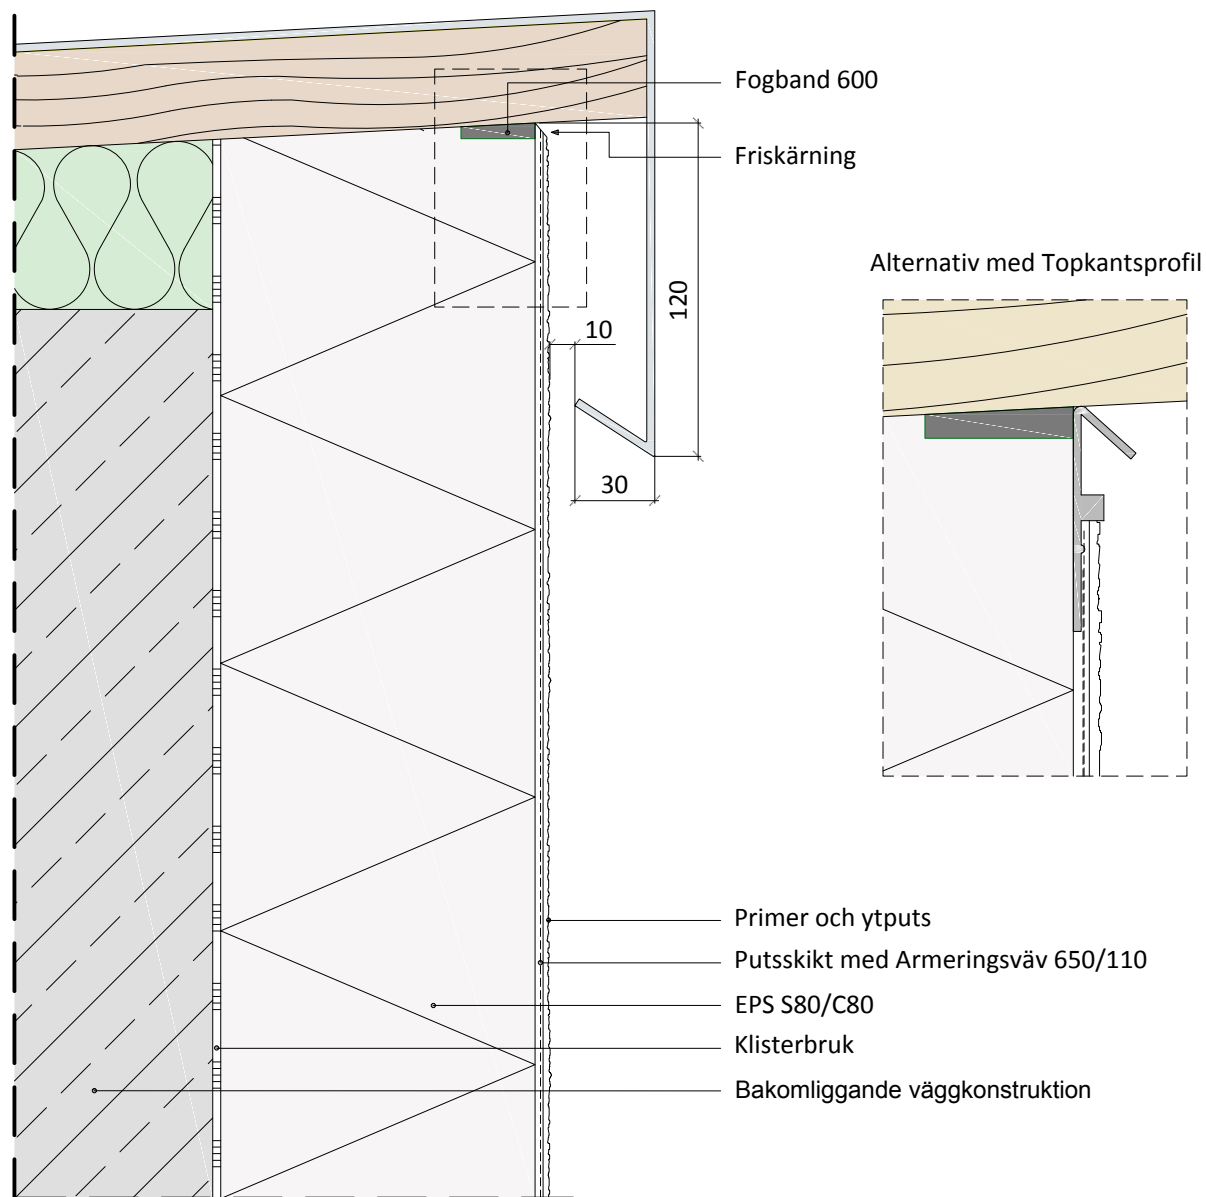 Fogband 600
Friskärning
Alternativ med Topkantsprofil
120
10
30
Primer och ytputs
Putsskikt med Armeringsväv 650/110
EPS S80/C80
Klisterbruk
Bakomliggande väggkonstruktion